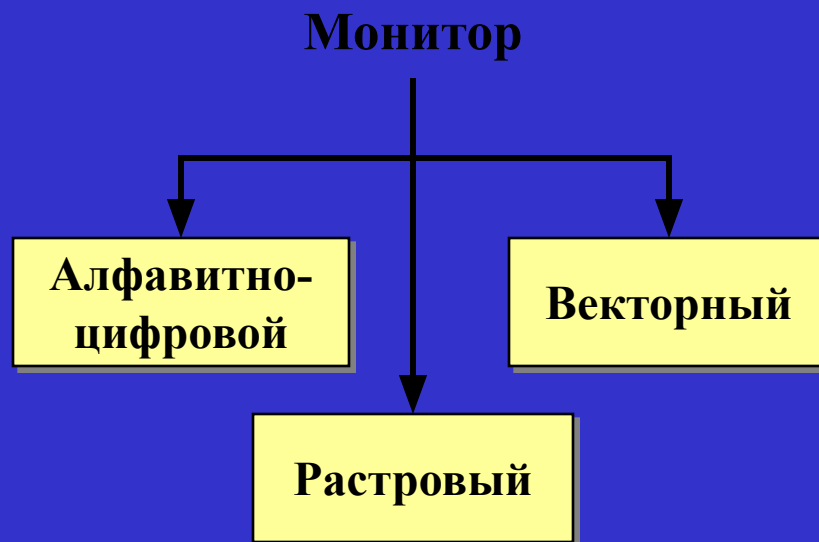 Монитор
Алфавитно-
цифровой
Векторный
Растровый